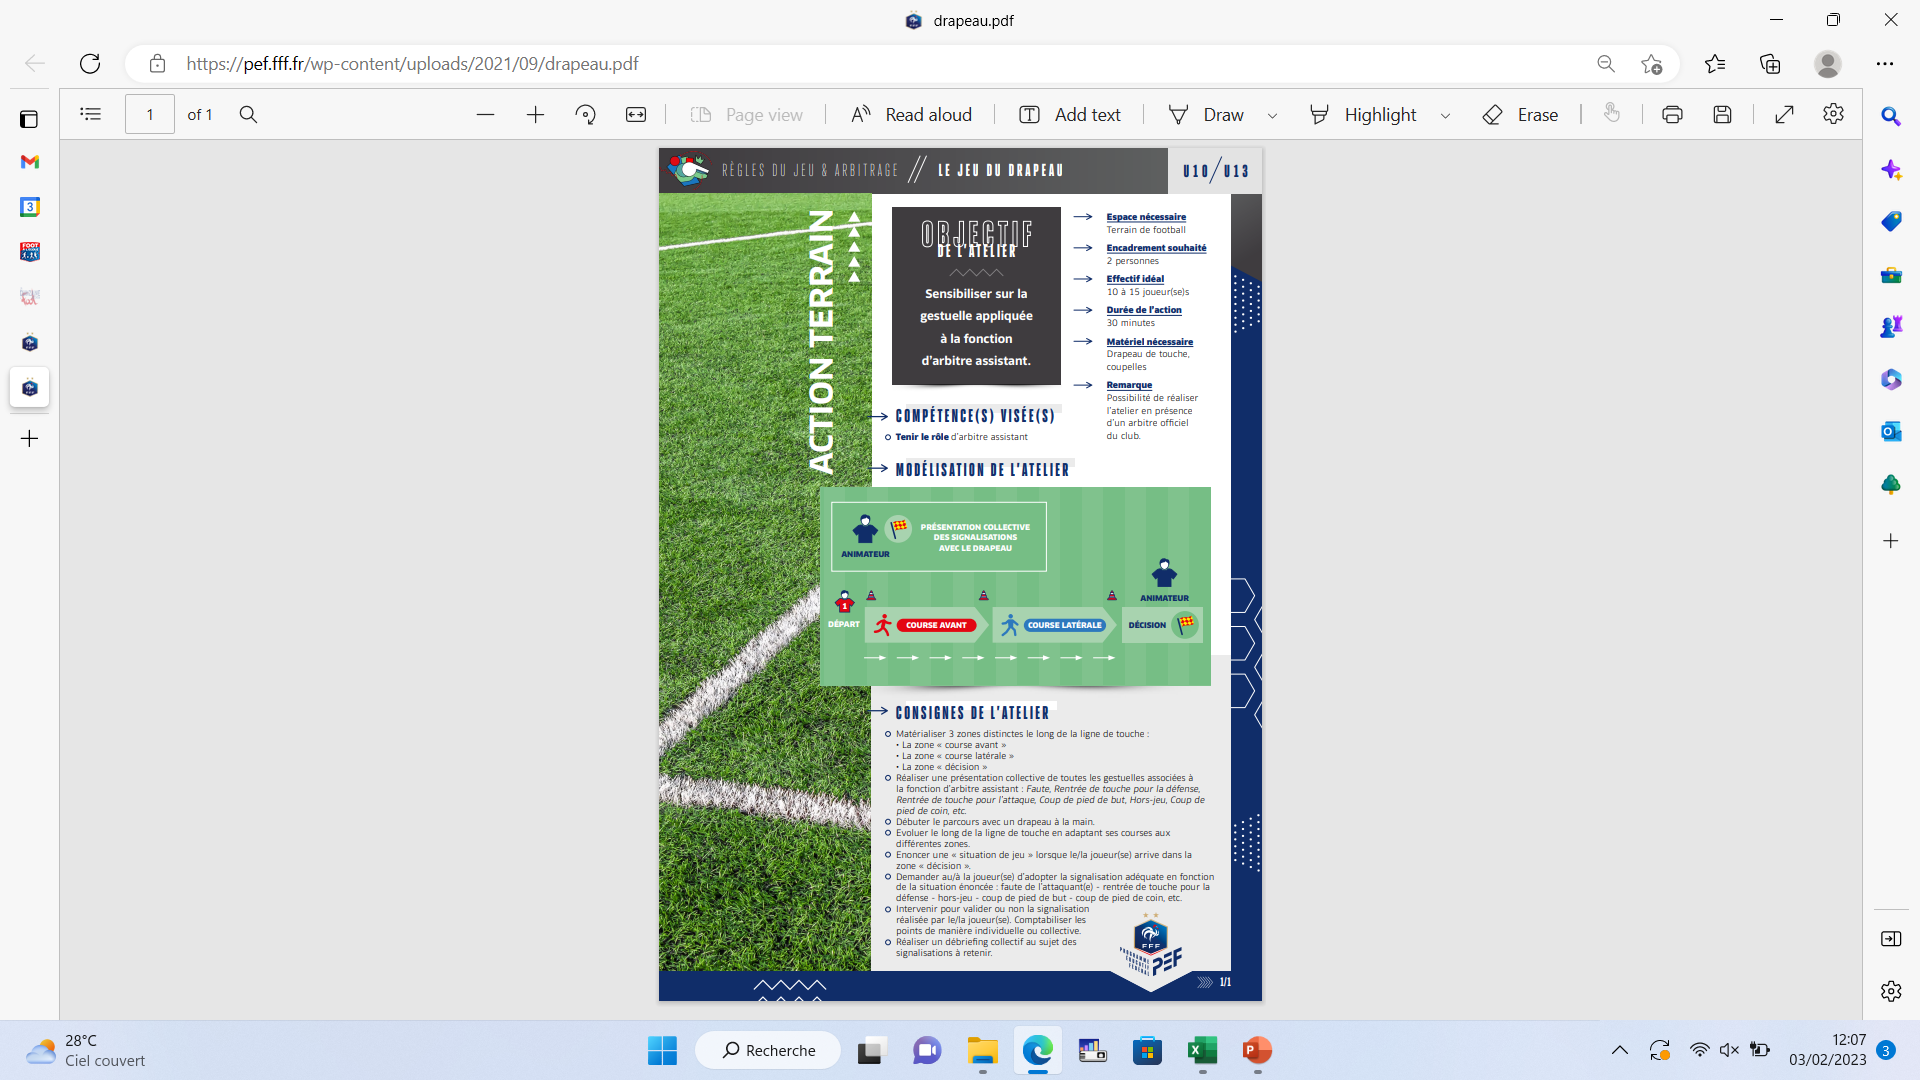 drapeau.pdf
https://pef.fff.fr/wp-content/uploads/2021/09/drapeau.pdf
1 of 1
Page view
Read aloud
Add text
Draw
Highlight
Erase
RÈGLES DU JEU & ARBITRAGE // LE JEU DU DRAPEAU
U10/U13
ACTION TERRAIN
OBJECTIF
DE L'ATELIER
Sensibiliser sur la
gestuelle appliquée
à la fonction
d'arbitre assistant.
Espace nécessaire
Terrain de football
Encadrement souhaité
2 personnes
Effectif idéal
10 à 15 joueur(se)s
Durée de l'action
30 minutes
Matériel nécessaire
Drapeau de touche,
coupelles
Remarque
Possibilité de réaliser
l'atelier en présence
d'un arbitre officiel
du club.
COMPÉTENCE(S) VISÉE(S)
Tenir le rôle d'arbitre assistant
MODÉLISATION DE L'ATELIER
ANIMATEUR
PRÉSENTATION COLLECTIVE
DES SIGNALISATIONS
AVEC LE DRAPEAU
ANIMATEUR
1
DÉPART
COURSE AVANT
COURSE LATÉRALE
DÉCISION
CONSIGNES DE L'ATELIER
Matérialiser 3 zones distinctes le long de la ligne de touche :
• La zone « course avant »
• La zone « course latérale »
• La zone « décision »
Réaliser une présentation collective de toutes les gestuelles associées à
la fonction d'arbitre assistant : Faute, Rentrée de touche pour la défense,
Rentrée de touche pour l'attaque, Coup de pied de but, Hors-jeu, Coup de
pied de coin, etc.
Débuter le parcours avec un drapeau à la main.
Evoluer le long de la ligne de touche en adaptant ses courses aux
différentes zones.
Enoncer une « situation de jeu » lorsque le/la joueur(se) arrive dans la
zone « décision ».
Demander au/à la joueur(se) d'adopter la signalisation adéquate en fonction
de la situation énoncée : faute de l'attaquant(e) - rentrée de touche pour la
défense - hors-jeu - coup de pied de but - coup de pied de coin, etc.
Intervenir pour valider ou non la signalisation
réalisée par le/la joueur(se). Comptabiliser les
points de manière individuelle ou collective.
Réaliser un débriefing collectif au sujet des
signalisations à retenir.
FFF
PROGRAMME
ÉDUCATIF
FÉDÉRAL
PEF
1/1
28°C
Ciel couvert
Recherche
12:07
03/02/2023
3